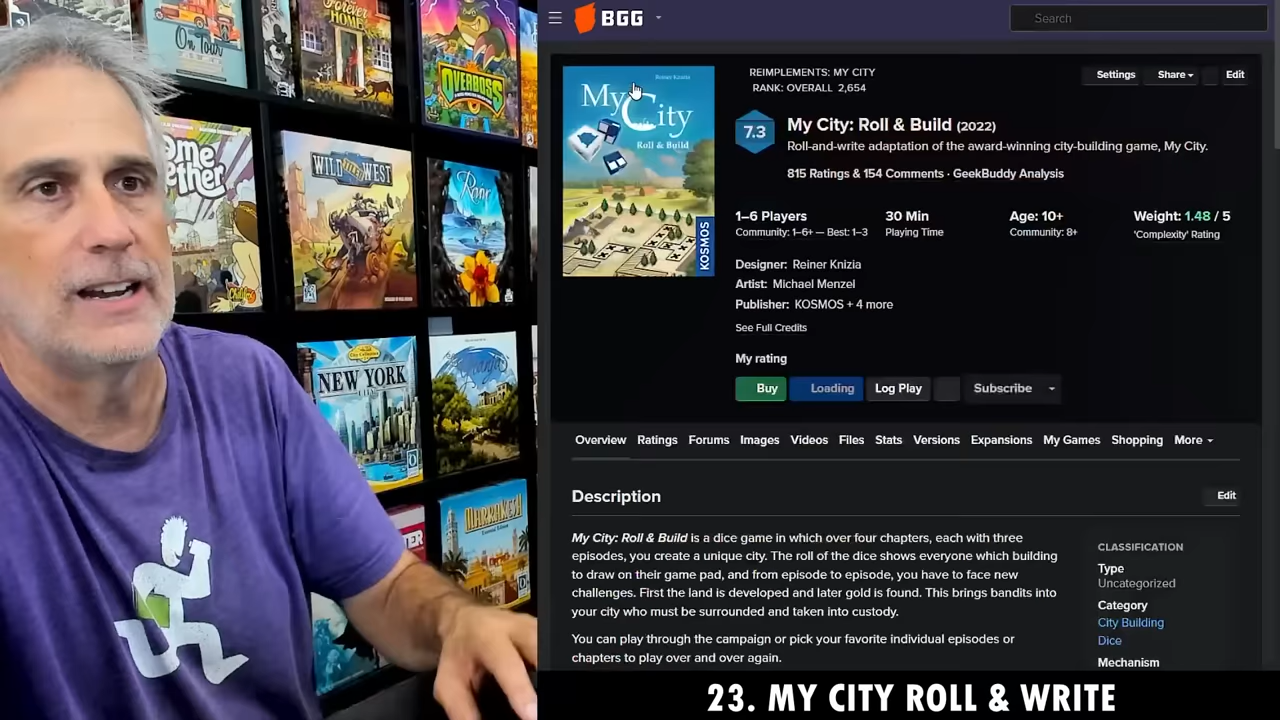 On Tour
Forever
HOME
OVERBOSS
WILD WEST
New City Collection
NEW YORK
MARRAKESH
BGG
Search
Reiner Knizia
My
City
Roll & Build
KOSMOS
REIMPLEMENTS: MY CITY
RANK: OVERALL 2,654
Settings
Share
Edit
7.3
My City: Roll & Build (2022)
Roll-and-write adaptation of the award-winning city-building game, My City.
815 Ratings & 154 Comments · GeekBuddy Analysis
1–6 Players
Community: 1–6+ — Best: 1–3
30 Min
Playing Time
Age: 10+
Community: 8+
Weight: 1.48 / 5
'Complexity' Rating
Designer: Reiner Knizia
Artist: Michael Menzel
Publisher: KOSMOS + 4 more
See Full Credits
My rating
Buy
Loading
Log Play
Subscribe
Overview Ratings Forums Images Videos Files Stats Versions Expansions My Games Shopping More
Description
Edit
My City: Roll & Build is a dice game in which over four chapters, each with three
episodes, you create a unique city. The roll of the dice shows everyone which building
to draw on their game pad, and from episode to episode, you have to face new
challenges. First the land is developed and later gold is found. This brings bandits into
your city who must be surrounded and taken into custody.
You can play through the campaign or pick your favorite individual episodes or
chapters to play over and over again.
CLASSIFICATION
Type
Uncategorized
Category
City Building
Dice
Mechanism
23. MY CITY ROLL & WRITE